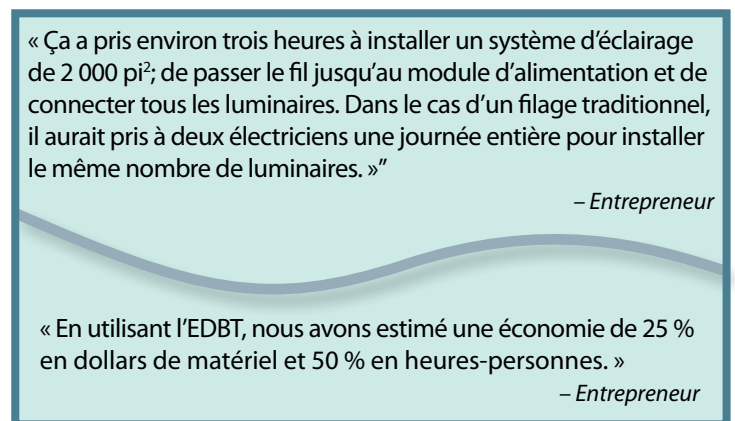 « Ça a pris environ trois heures à installer un système d’éclairage
de 2 000 pi²; de passer le fil jusqu’au module d’alimentation et de
connecter tous les luminaires. Dans le cas d’un filage traditionnel,
il aurait pris à deux électriciens une journée entière pour installer
le même nombre de luminaires. »”
– Entrepreneur
« En utilisant l’EDBT, nous avons estimé une économie de 25 %
en dollars de matériel et 50 % en heures-personnes. »
– Entrepreneur